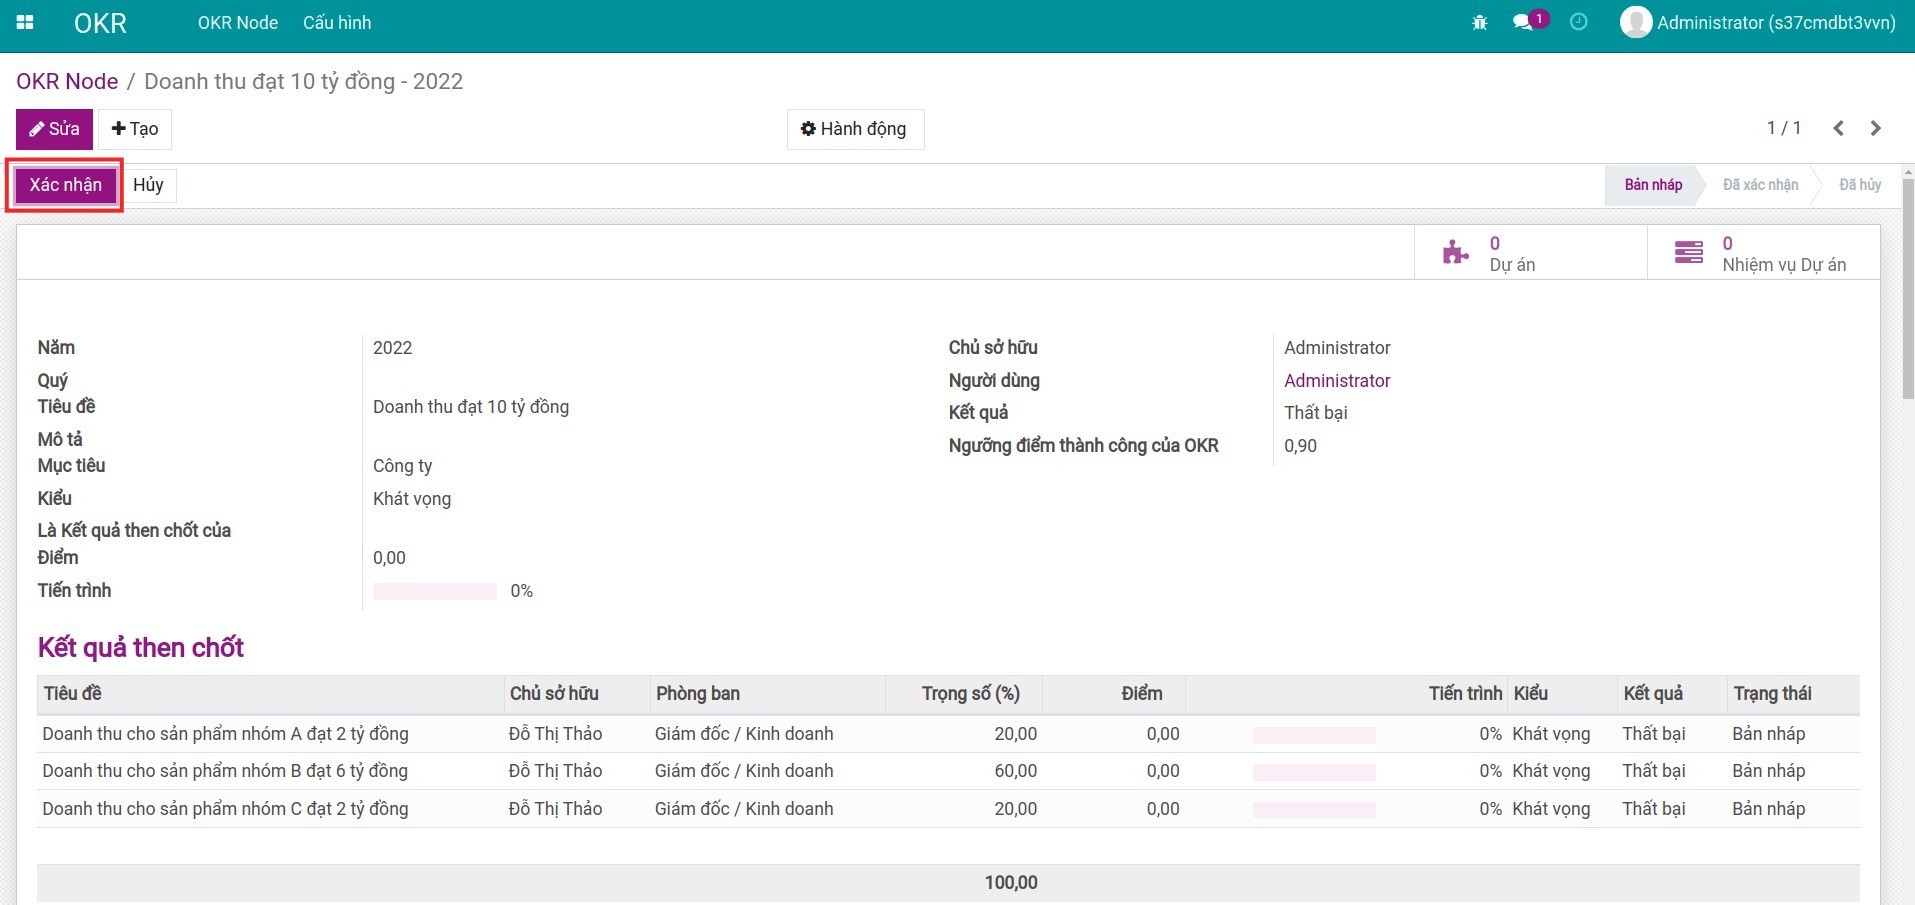 OKR OKR Node Cấu hình 1 Administrator (s37cmdbt3vvn)
OKR Node / Doanh thu đạt 10 tỷ đồng - 2022
Sửa Tạo Hành động 1 / 1
Xác nhận Hủy Bản nháp Đã xác nhận Đã hủy
0
Dự án
0
Nhiệm vụ Dự án
Năm 2022
Quý
Tiêu đề Doanh thu đạt 10 tỷ đồng
Mô tả
Mục tiêu Công ty
Kiểu Khát vọng
Là Kết quả then chốt của
Điểm 0,00
Tiến trình 0%
Chủ sở hữu Administrator
Người dùng Administrator
Kết quả Thất bại
Ngưỡng điểm thành công của OKR 0,90
Kết quả then chốt
Tiêu đề Chủ sở hữu Phòng ban Trọng số (%) Điểm Tiến trình Kiểu Kết quả Trạng thái
Doanh thu cho sản phẩm nhóm A đạt 2 tỷ đồng Đỗ Thị Thảo Giám đốc / Kinh doanh 20,00 0,00 0% Khát vọng Thất bại Bản nháp
Doanh thu cho sản phẩm nhóm B đạt 6 tỷ đồng Đỗ Thị Thảo Giám đốc / Kinh doanh 60,00 0,00 0% Khát vọng Thất bại Bản nháp
Doanh thu cho sản phẩm nhóm C đạt 2 tỷ đồng Đỗ Thị Thảo Giám đốc / Kinh doanh 20,00 0,00 0% Khát vọng Thất bại Bản nháp
100,00